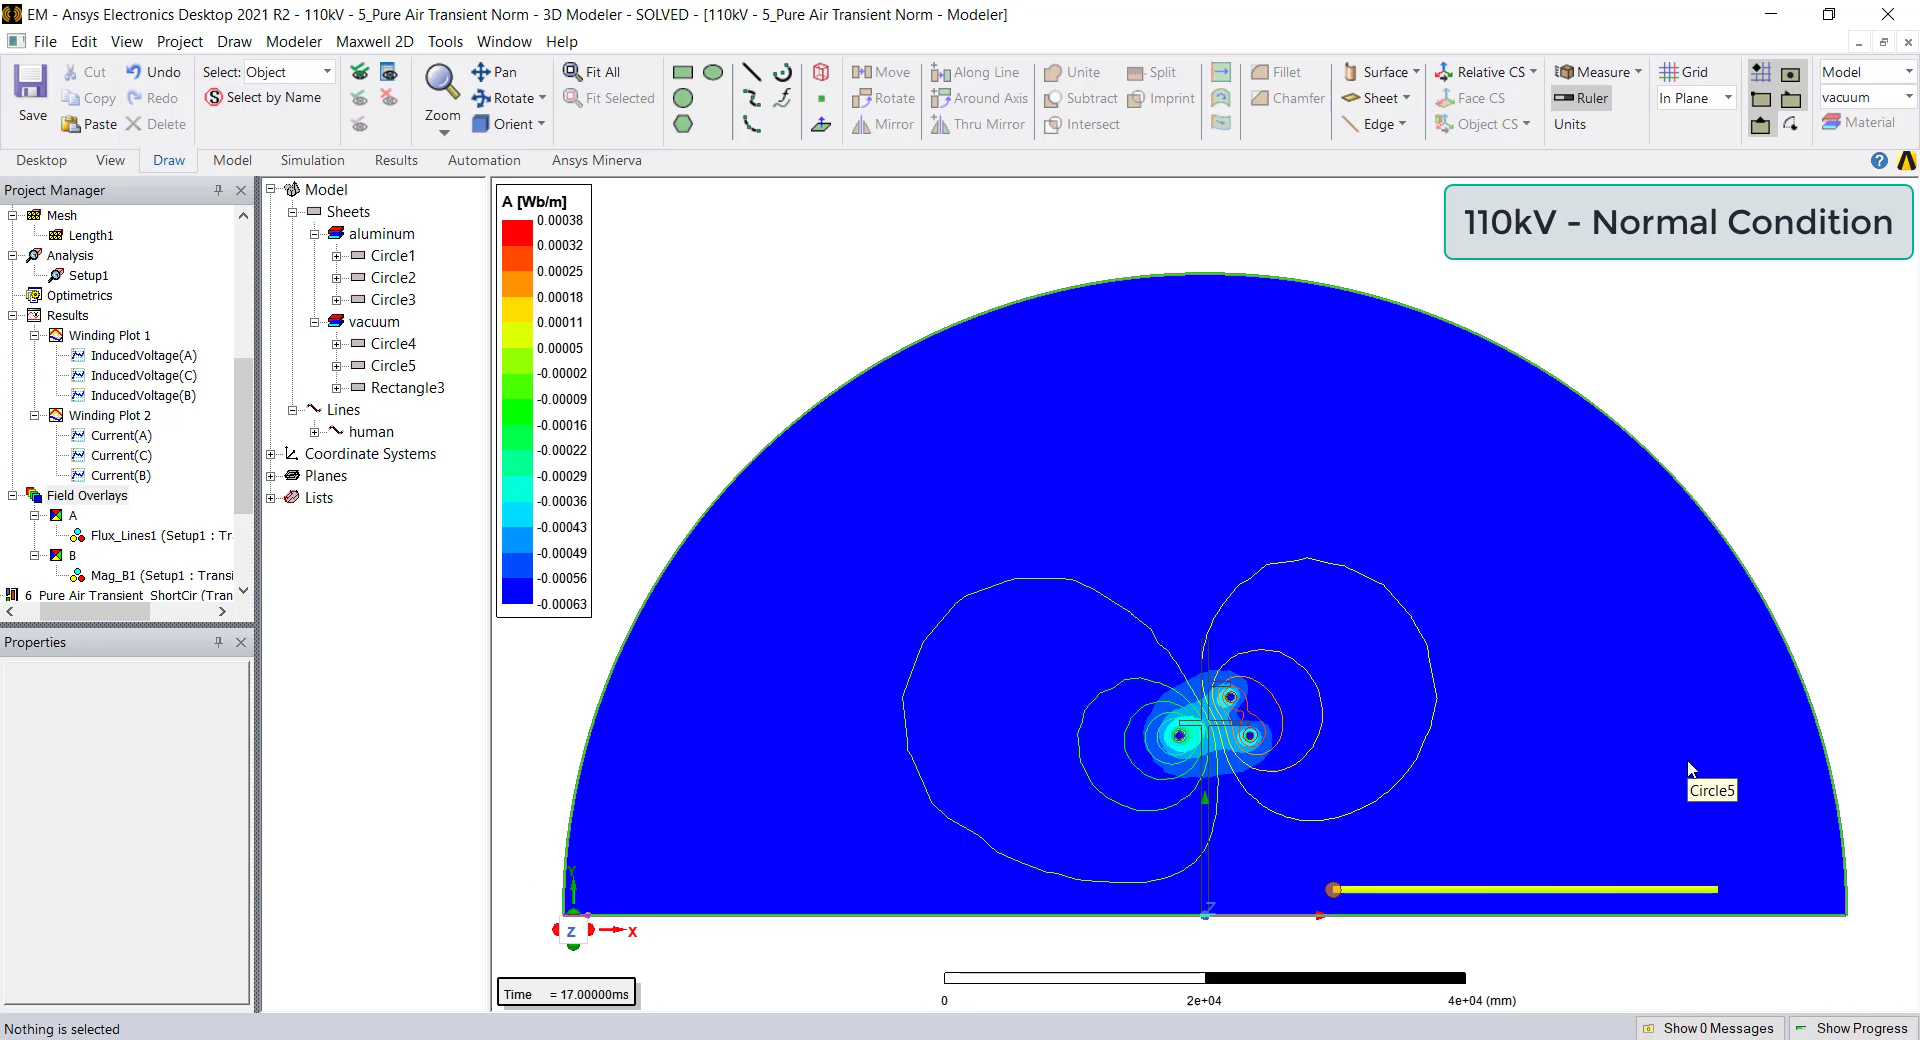 EM - Ansys Electronics Desktop 2021 R2 - 110kV - 5_Pure Air Transient Norm - 3D Modeler - SOLVED - [110kV - 5_Pure Air Transient Norm - Modeler]
File Edit View Project Draw Modeler Maxwell 2D Tools Window Help
Save
Cut
Copy
Paste
Undo
Redo
Delete
Select: Object
Select by Name
Zoom
Pan
Rotate
Orient
Fit All
Fit Selected
Move
Rotate
Mirror
Along Line
Around Axis
Thru Mirror
Unite
Subtract
Intersect
Split
Imprint
Fillet
Chamfer
Surface
Sheet
Edge
Relative CS
Face CS
Object CS
Measure
Ruler
Units
Grid
In Plane
Model
vacuum
Material
Desktop View Draw Model Simulation Results Automation Ansys Minerva
Project Manager
Mesh
Length1
Analysis
Setup1
Optimetrics
Results
Winding Plot 1
InducedVoltage(A)
InducedVoltage(C)
InducedVoltage(B)
Winding Plot 2
Current(A)
Current(C)
Current(B)
Field Overlays
A
Flux_Lines1 (Setup1 : Tr
B
Mag_B1 (Setup1 : Transi
6_Pure Air Transient_ShortCir (Tran
Properties
Model
Sheets
aluminum
Circle1
Circle2
Circle3
vacuum
Circle4
Circle5
Rectangle3
Lines
human
Coordinate Systems
Planes
Lists
A [Wb/m]
0.00038
0.00032
0.00025
0.00018
0.00011
0.00005
-0.00002
-0.00009
-0.00016
-0.00022
-0.00029
-0.00036
-0.00043
-0.00049
-0.00056
-0.00063
110kV - Normal Condition
Circle5
Z
Y
Z X
Time = 17.00000ms
0 2e+04 4e+04 (mm)
Nothing is selected
Show 0 Messages
Show Progress